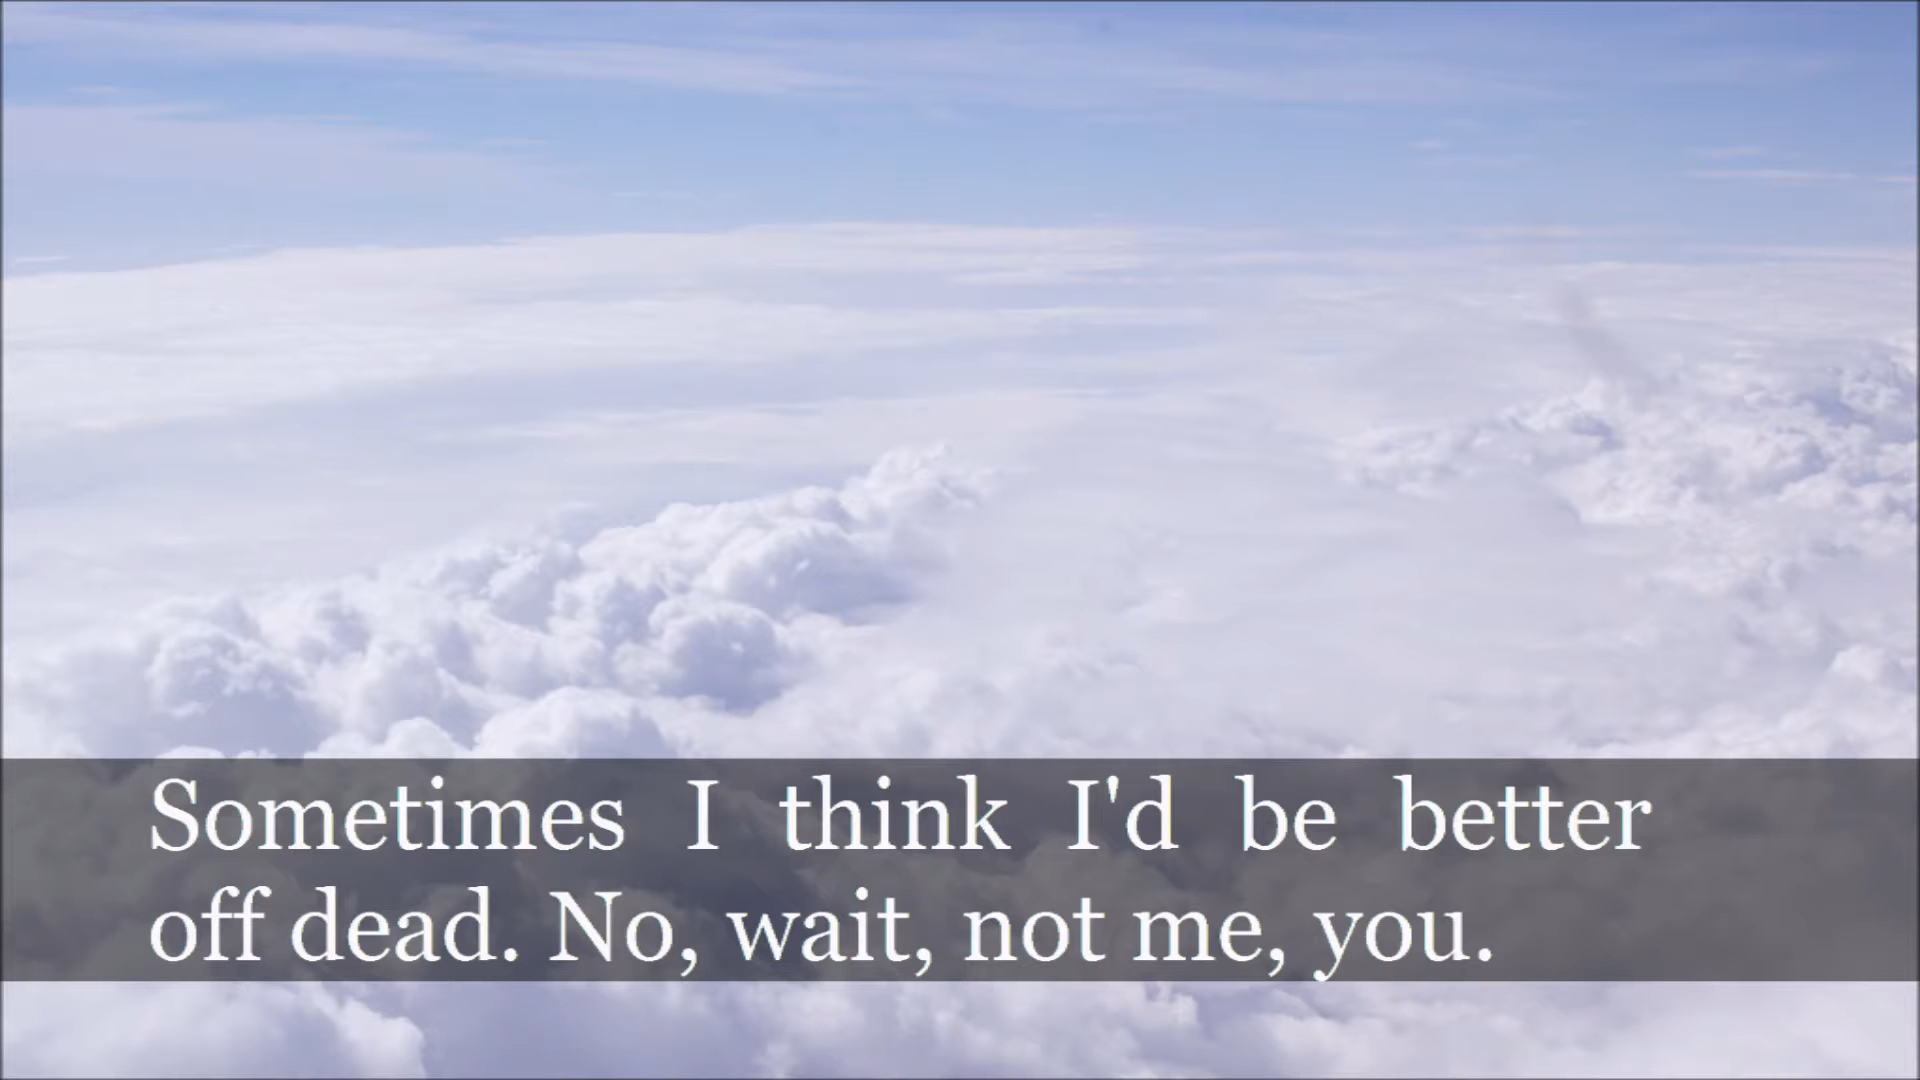 Sometimes I think I'd be better
off dead. No, wait, not me, you.